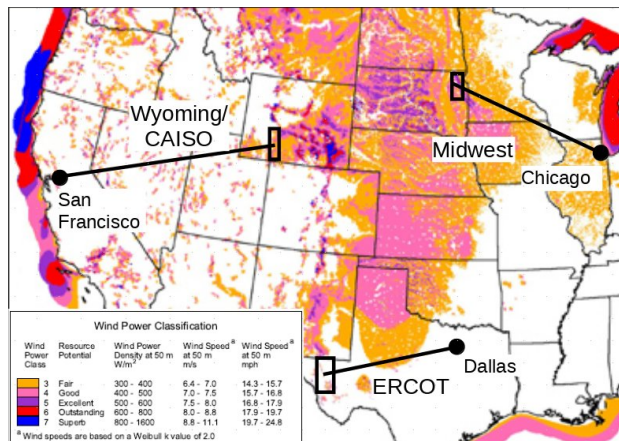 Wyoming/
CAISO
Midwest
Chicago
San
Francisco
Dallas
ERCOT
Wind Power Classification
Wind Power Class Resource Potential Wind Power Density at 50 m W/m² Wind Speed ª at 50 m m/s Wind Speed ª at 50 m mph
3 Fair 300 - 400 6.4 - 7.0 14.3 - 15.7
4 Good 400 - 500 7.0 - 7.5 15.7 - 16.8
5 Excellent 500 - 600 7.5 - 8.0 16.8 - 17.9
6 Outstanding 600 - 800 8.0 - 8.8 17.9 - 19.7
7 Superb 800 - 1600 8.8 - 11.1 19.7 - 24.8
ª Wind speeds are based on a Weibull k value of 2.0